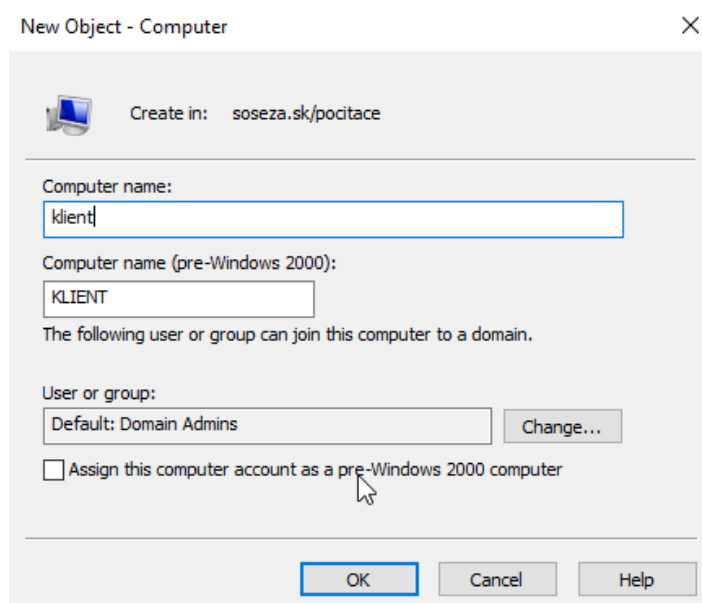 New Object - Computer
Create in: soseza.sk/pocitace
Computer name:
klient
Computer name (pre-Windows 2000):
KLIENT
The following user or group can join this computer to a domain.
User or group:
Default: Domain Admins
Change...
Assign this computer account as a pre-Windows 2000 computer
OK Cancel Help